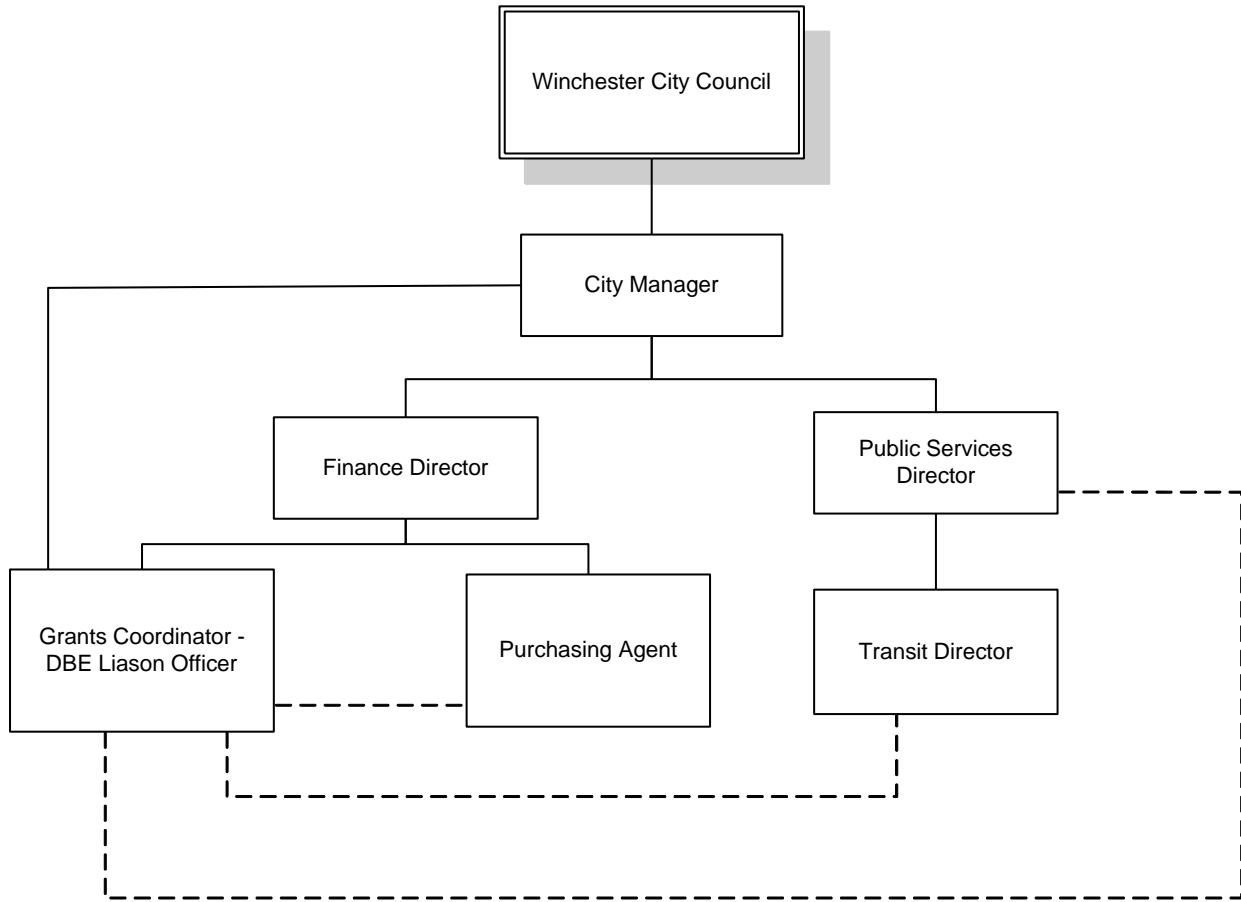 Winchester City Council
City Manager
Finance Director
Public Services
Director
Grants Coordinator -
DBE Liason Officer
Purchasing Agent
Transit Director